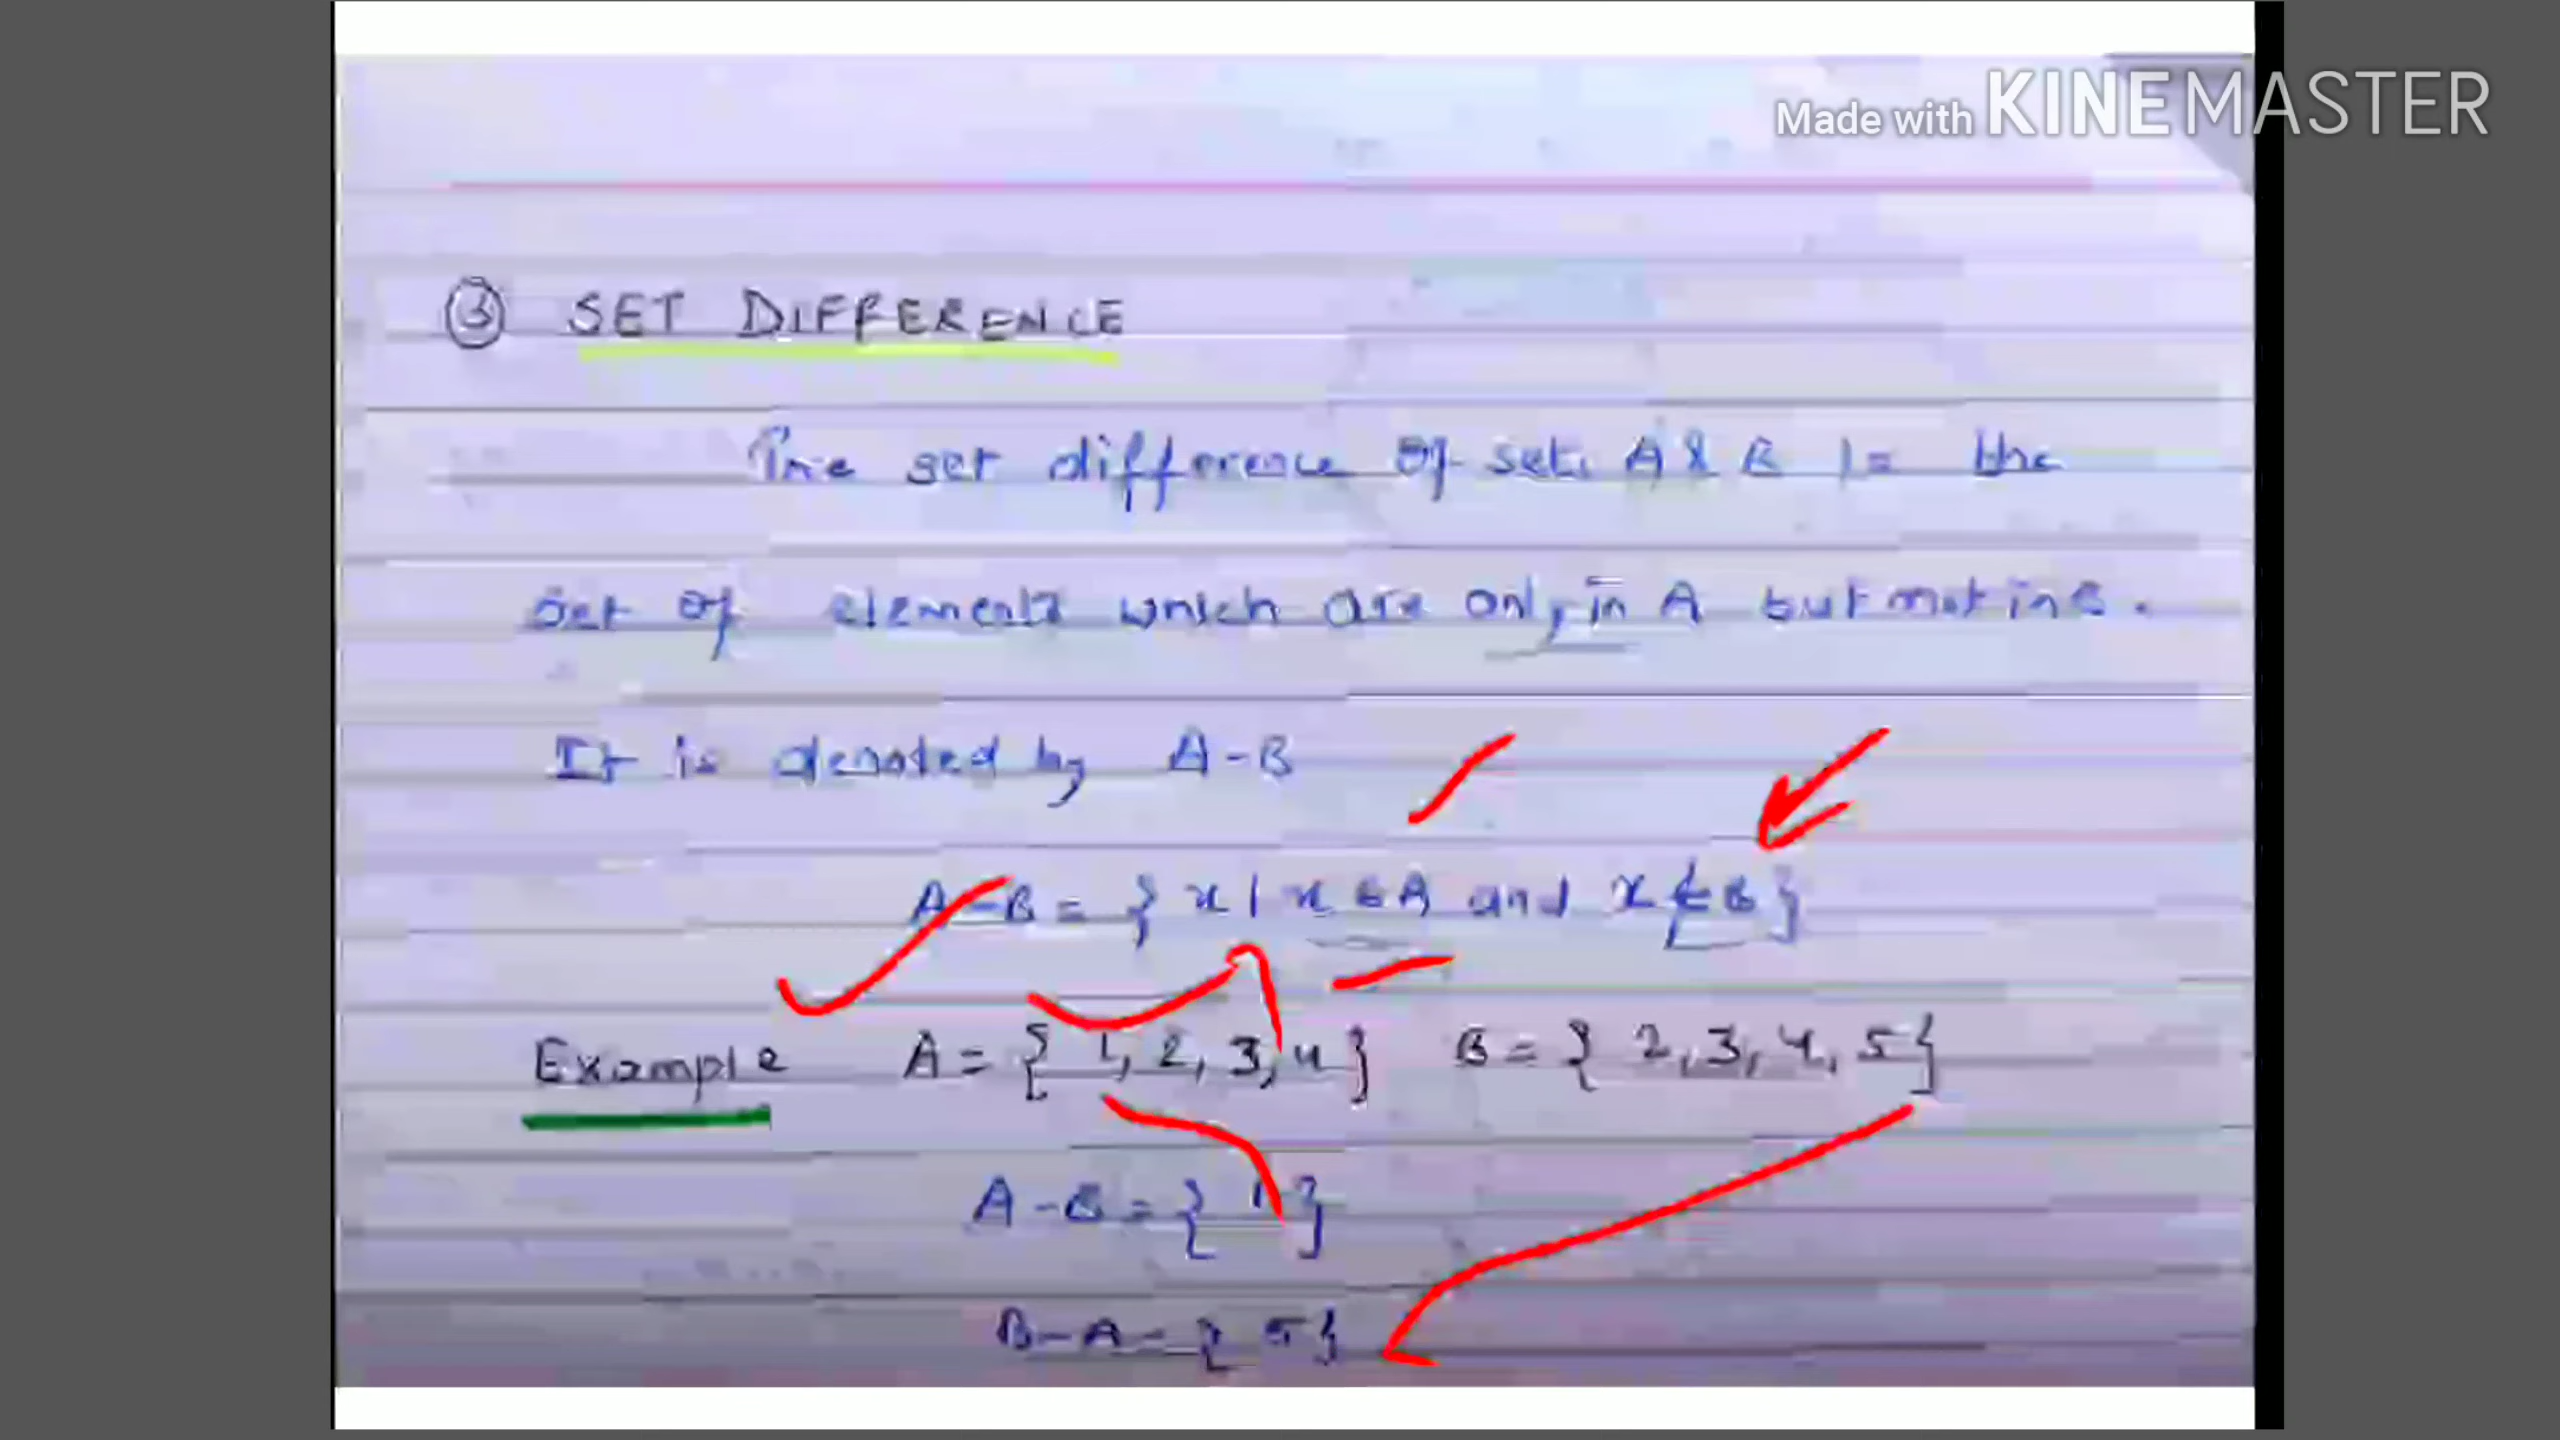 Made with KINEMASTER
③ SET DIFFERENCE
The set difference of sets A & B is the
set of elements which are only in A but not in B.
It is denoted by A-B
A-B = { x | x ∈ A and x ∉ B }
Example A = { 1, 2, 3, 4 } B = { 2, 3, 4, 5 }
A-B = { 1 }
B-A = { 5 }